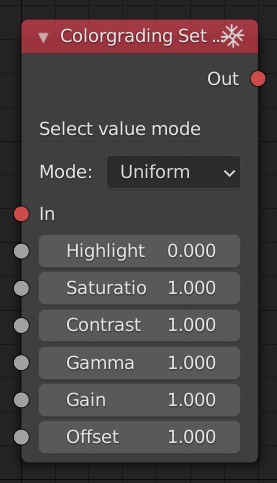 Colorgrading Set ...
Out
Select value mode
Mode: Uniform
In
Highlight 0.000
Saturatio 1.000
Contrast 1.000
Gamma 1.000
Gain 1.000
Offset 1.000